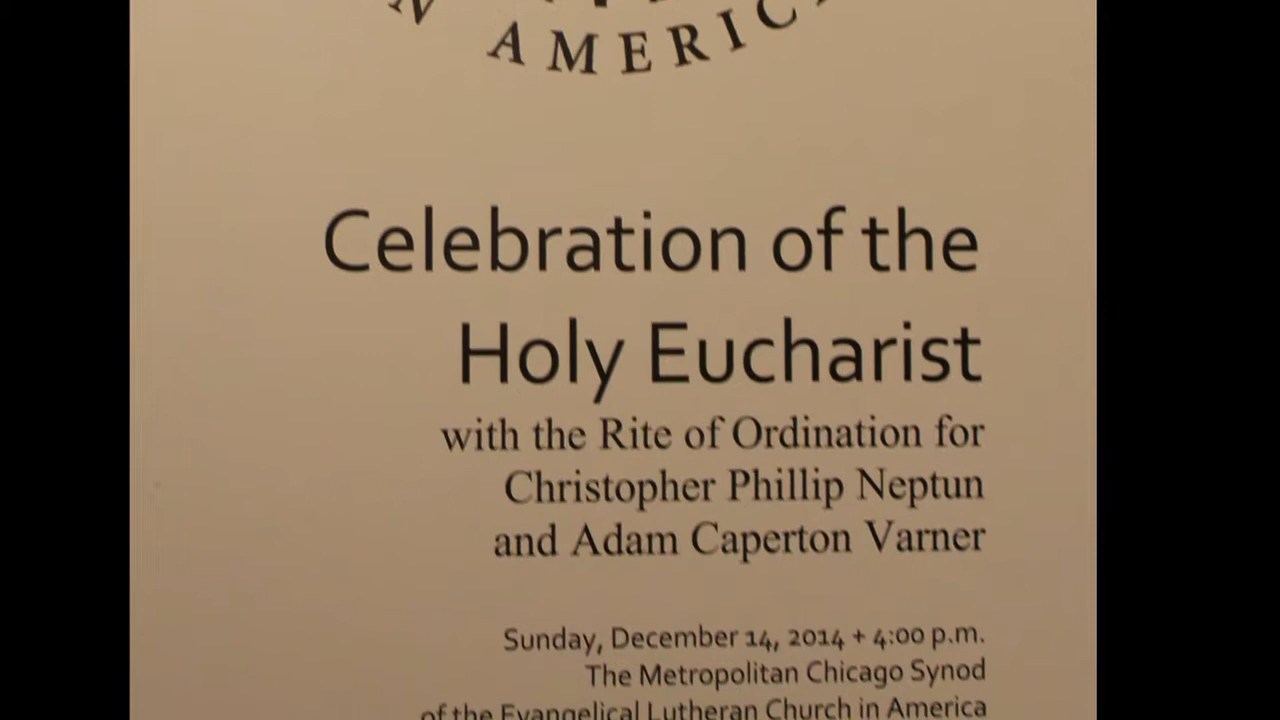 N AMERICA
Celebration of the
Holy Eucharist
with the Rite of Ordination for
Christopher Phillip Neptun
and Adam Caperton Varner
Sunday, December 14, 2014 + 4:00 p.m.
The Metropolitan Chicago Synod
of the Evangelical Lutheran Church in America